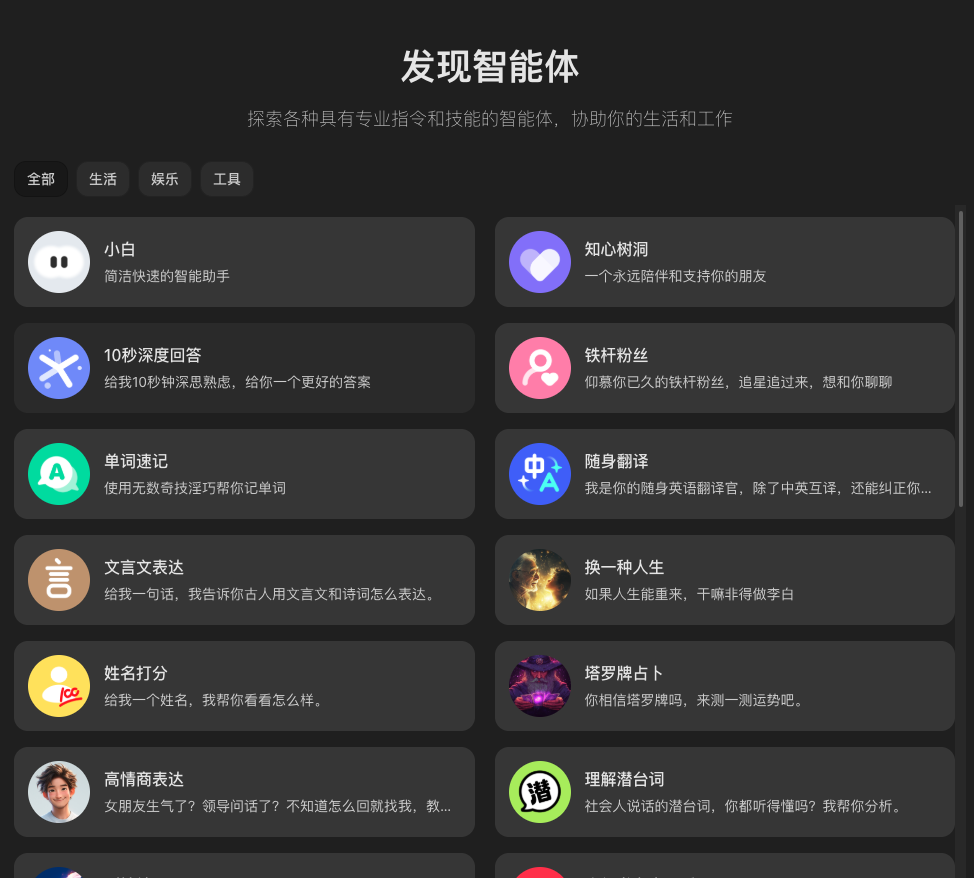 发现智能体
探索各种具有专业指令和技能的智能体，协助你的生活和工作
全部
生活
娱乐
工具
小白
简洁快速的智能助手
知心树洞
一个永远陪伴和支持你的朋友
10秒深度回答
给我10秒钟深思熟虑，给你一个更好的答案
铁杆粉丝
仰慕你已久的铁杆粉丝，追星追过来，想和你聊聊
A
单词速记
使用无数奇技淫巧帮你记单词
中A
随身翻译
我是你的随身英语翻译官，除了中英互译，还能纠正你...
言
文言文表达
给我一句话，我告诉你古人用文言文和诗词怎么表达。
换一种人生
如果人生能重来，干嘛非得做李白
100
姓名打分
给我一个姓名，我帮你看看怎么样。
塔罗牌占卜
你相信塔罗牌吗，来测一测运势吧。
高情商表达
女朋友生气了？领导问话了？不知道怎么回就找我，教...
潜
理解潜台词
社会人说话的潜台词，你都听得懂吗？我帮你分析。